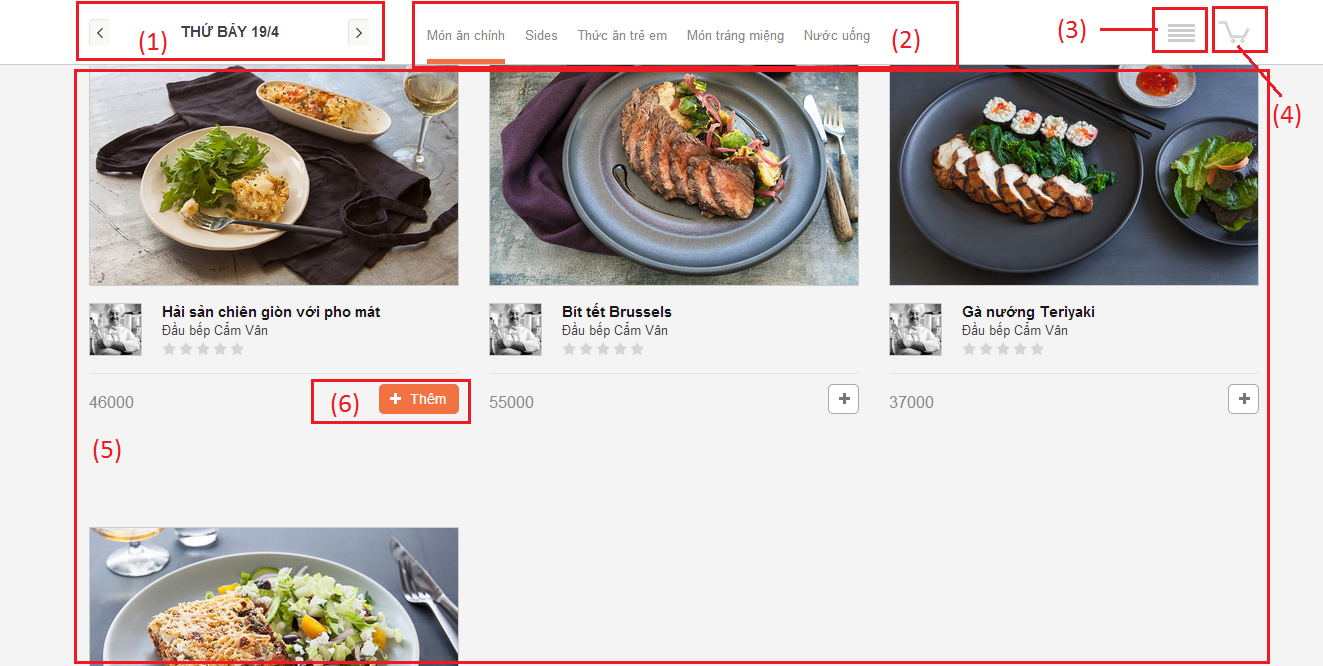 THỨ BẢY 19/4
(1)
Món ăn chính
Sides
Thức ăn trẻ em
Món tráng miệng
Nước uống
(2)
(3)
(4)
Hải sản chiên giòn với pho mát
Đầu bếp Cẩm Vân
46000
(6)
+ Thêm
Bít tết Brussels
Đầu bếp Cẩm Vân
55000
+
Gà nướng Teriyaki
Đầu bếp Cẩm Vân
37000
+
(5)